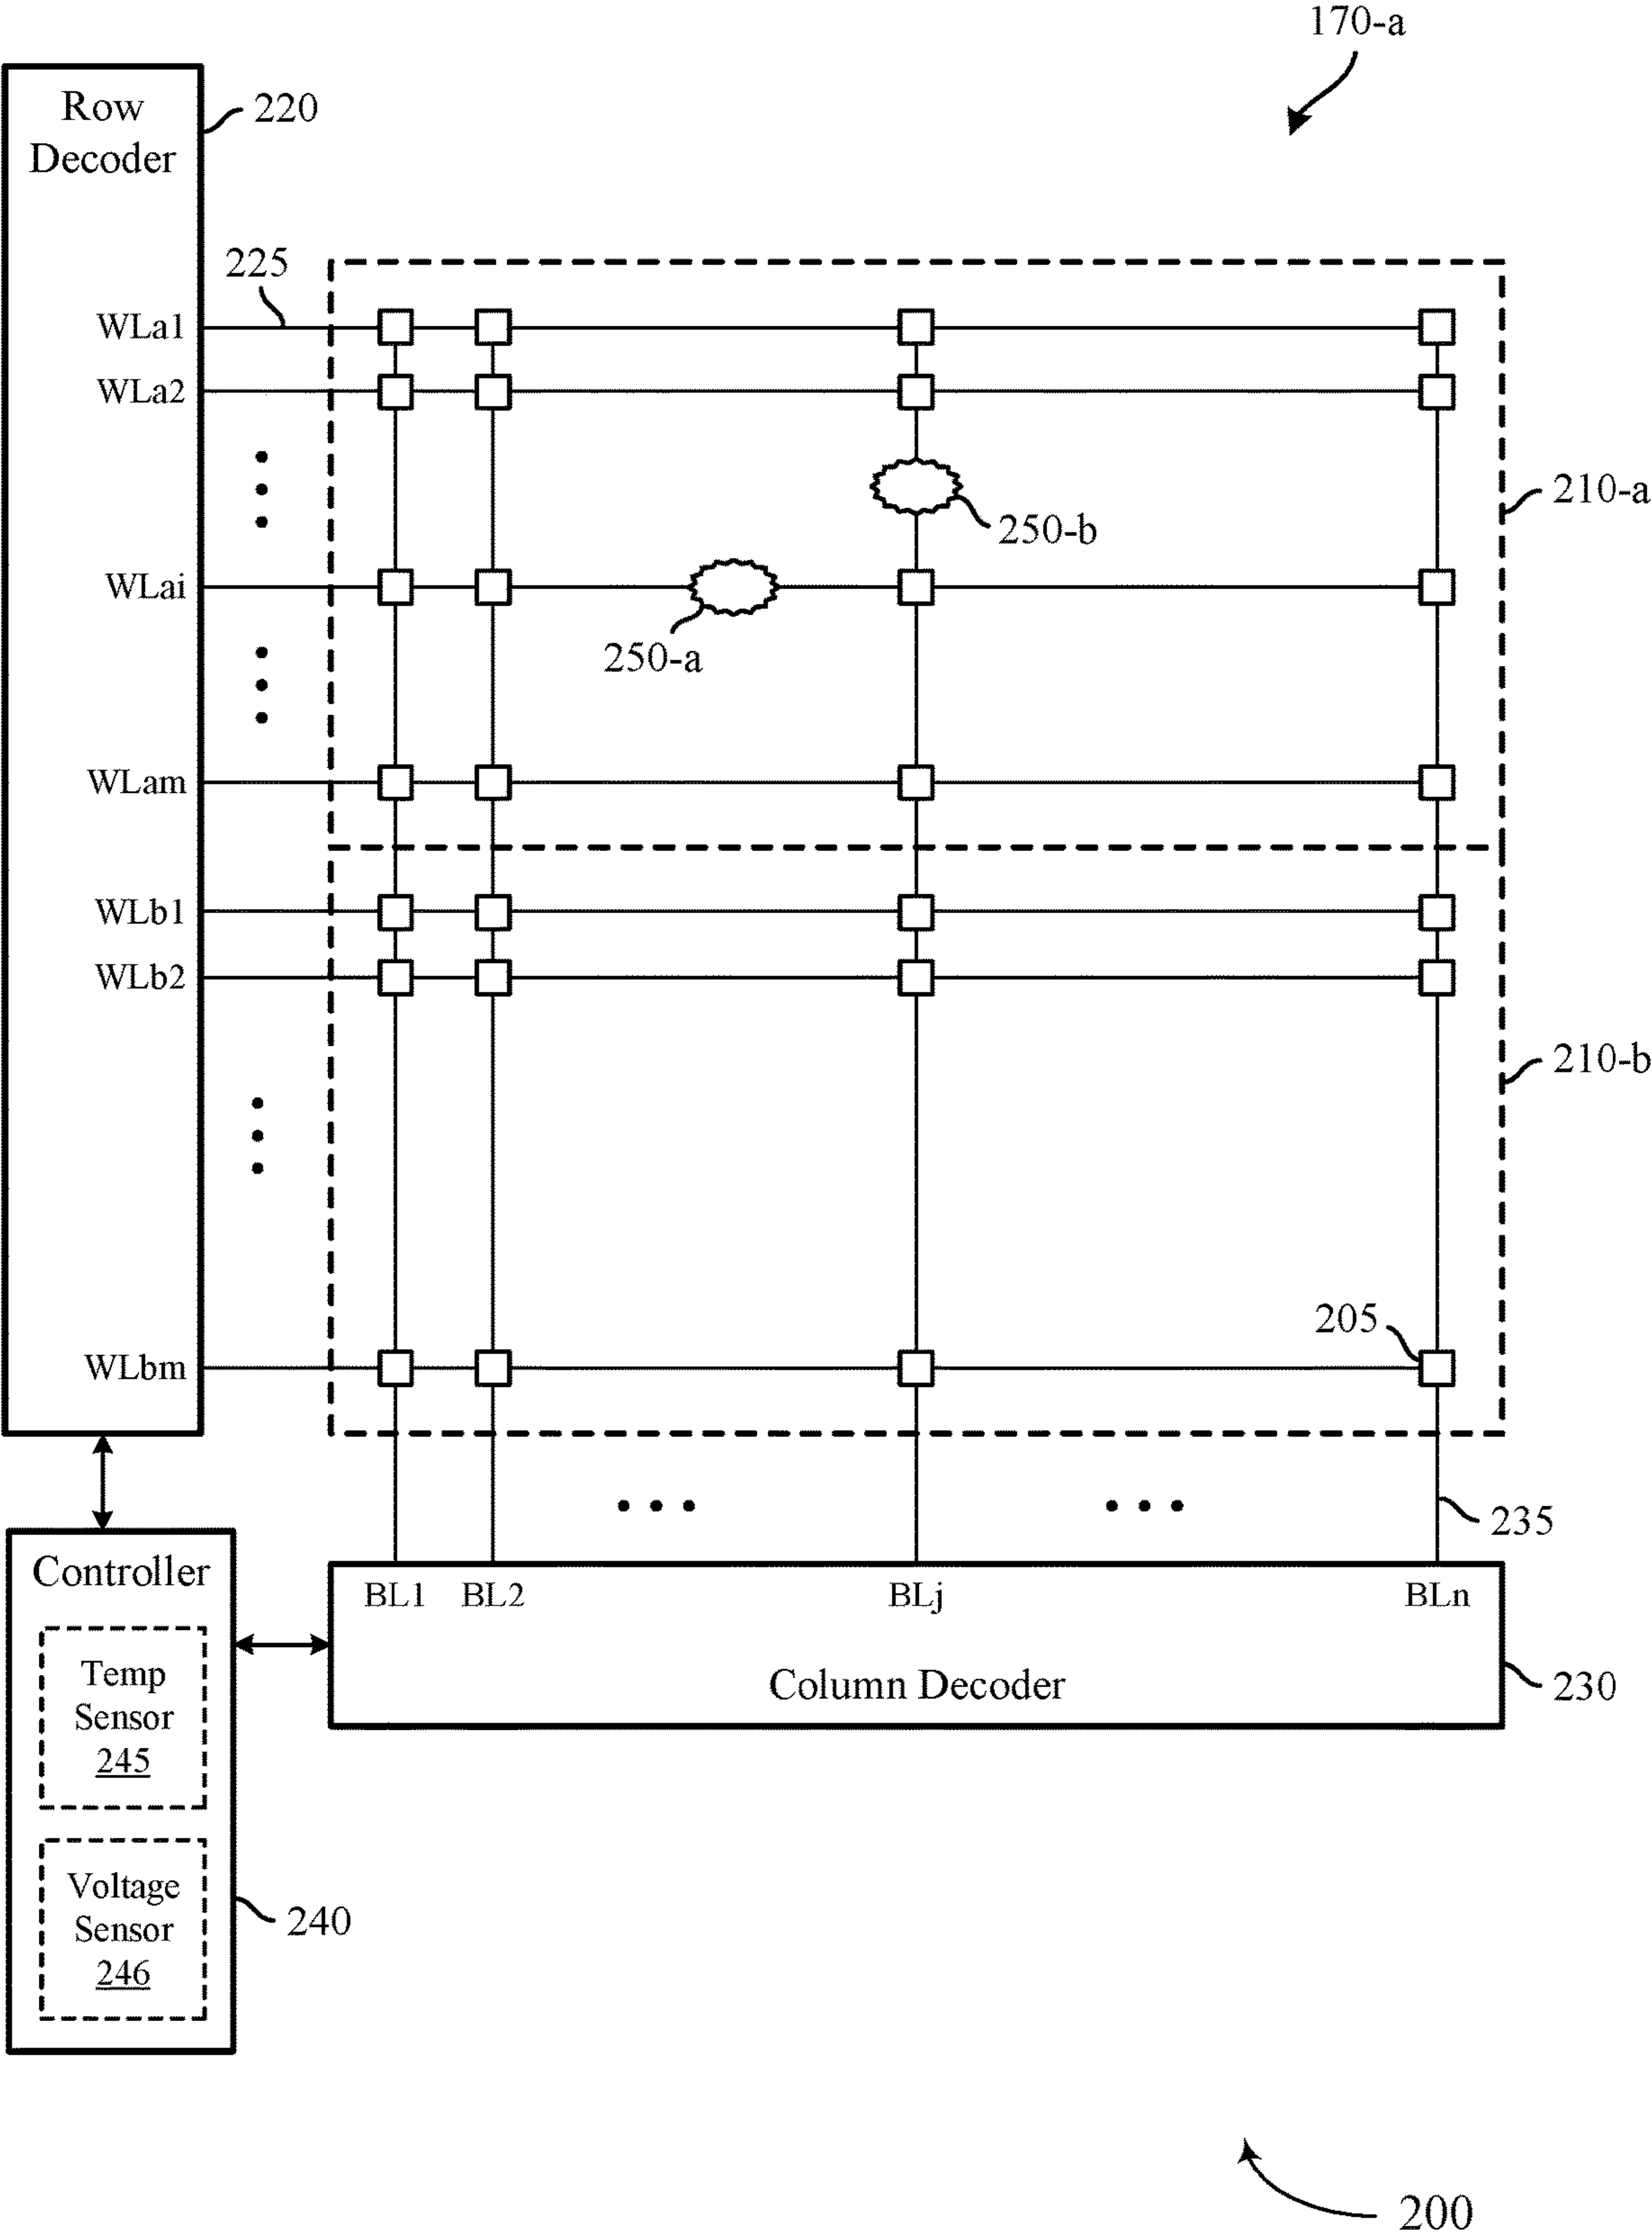 170-a
Row
Decoder
220
225
WLa1
WLa2
210-a
250-b
WLai
250-a
WLam
WLb1
WLb2
210-b
205
WLbm
235
Controller
BL1 BL2 BLj BLn
Temp
Sensor
245
Column Decoder
230
Voltage
Sensor
246
240
200